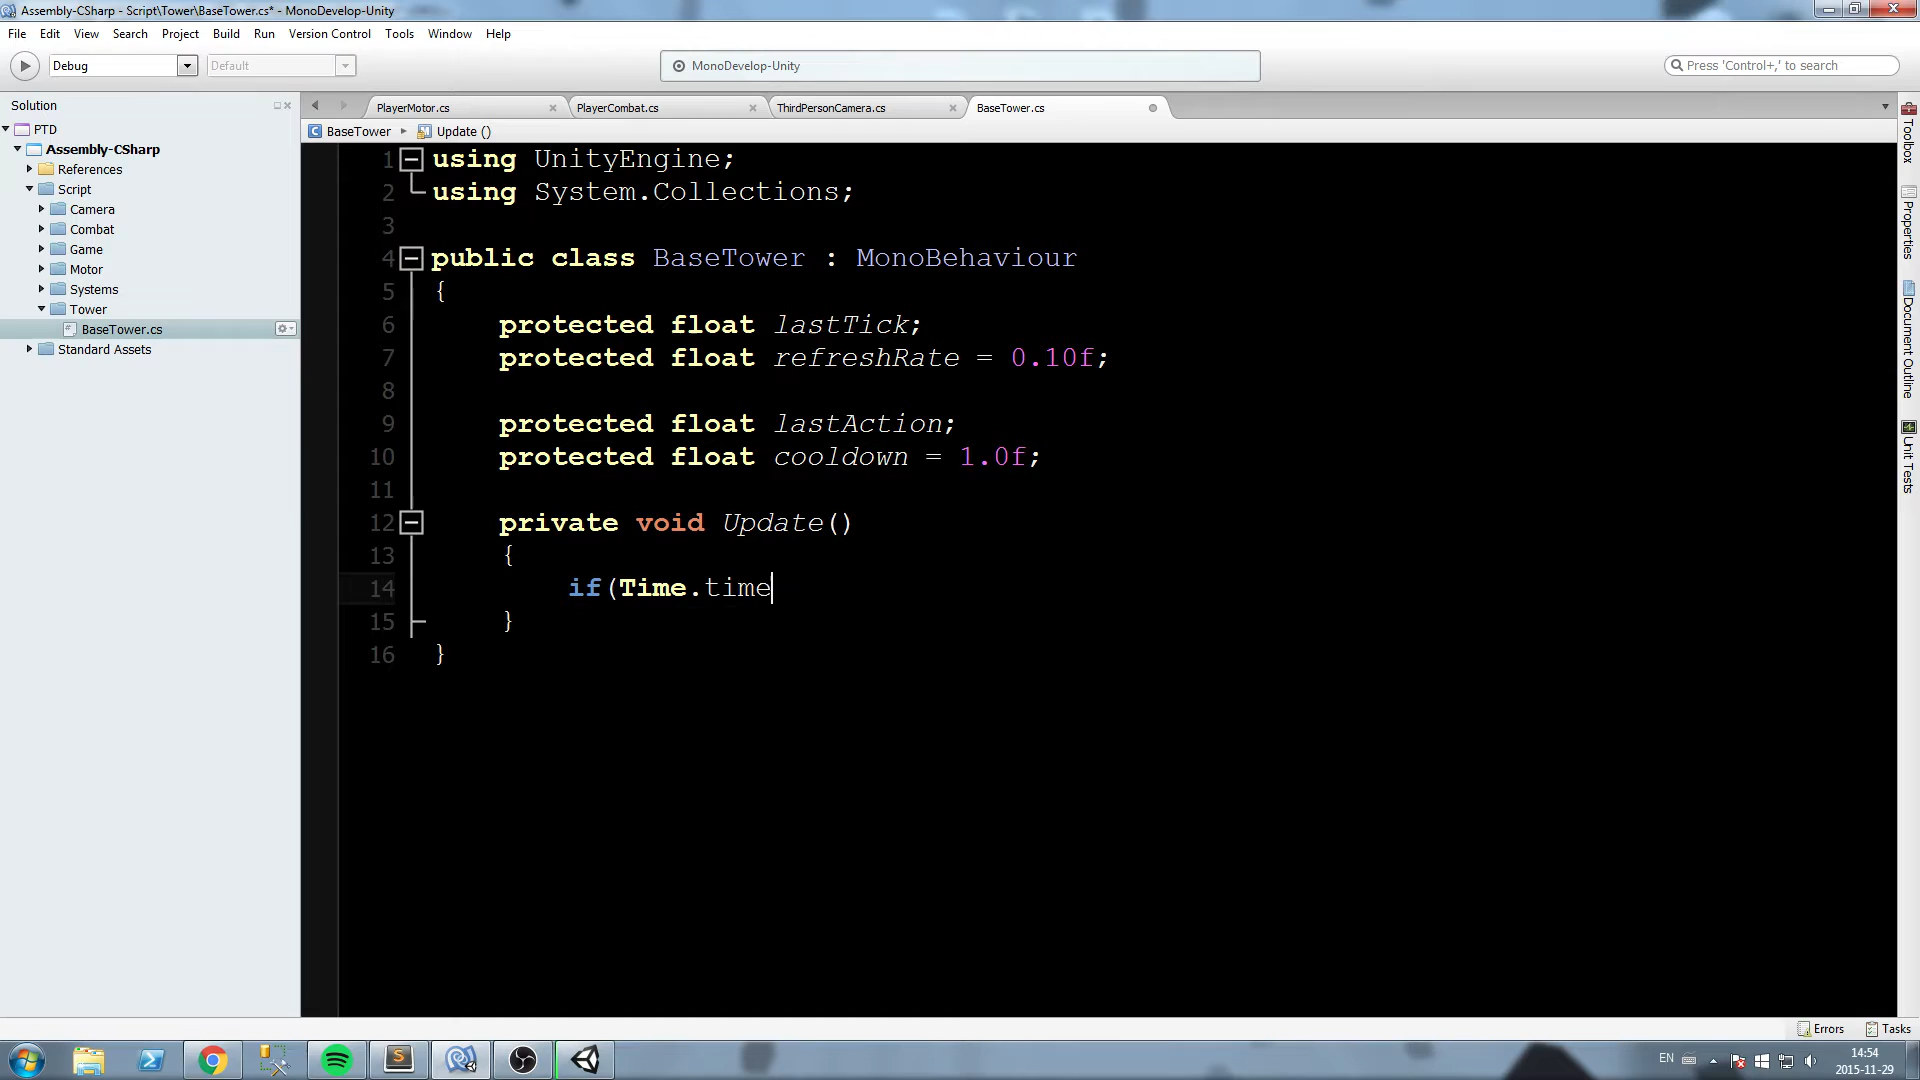 Assembly-CSharp - Script\Tower\BaseTower.cs* - MonoDevelop-Unity
File Edit View Search Project Build Run Version Control Tools Window Help
Debug Default MonoDevelop-Unity Press 'Control+,' to search
Solution
PTD
Assembly-CSharp
References
Script
Camera
Combat
Game
Motor
Systems
Tower
BaseTower.cs
Standard Assets
PlayerMotor.cs PlayerCombat.cs ThirdPersonCamera.cs BaseTower.cs
BaseTower Update ()
1 using UnityEngine;
2 using System.Collections;
3
4 public class BaseTower : MonoBehaviour
5 {
6 protected float lastTick;
7 protected float refreshRate = 0.10f;
8
9 protected float lastAction;
10 protected float cooldown = 1.0f;
11
12 private void Update()
13 {
14 if(Time.time
15 }
16 }
Toolbox
Properties
Document Outline
Unit Tests
Errors Tasks
EN 14:54
2015-11-29